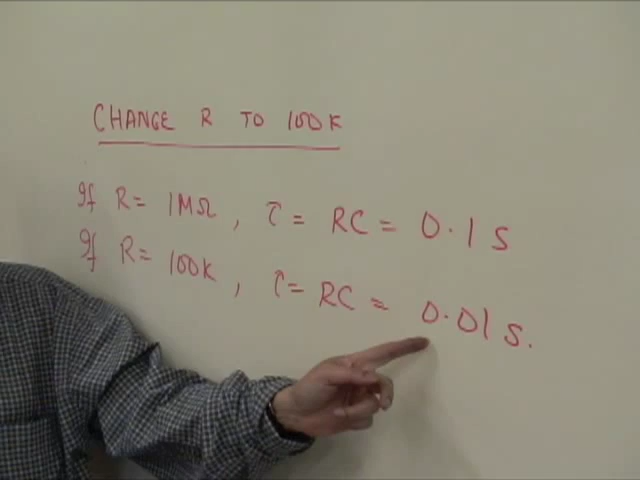 CHANGE R TO 100K
If R = 1MΩ, τ = RC = 0.1 s
If R = 100K, τ = RC = 0.01 s.